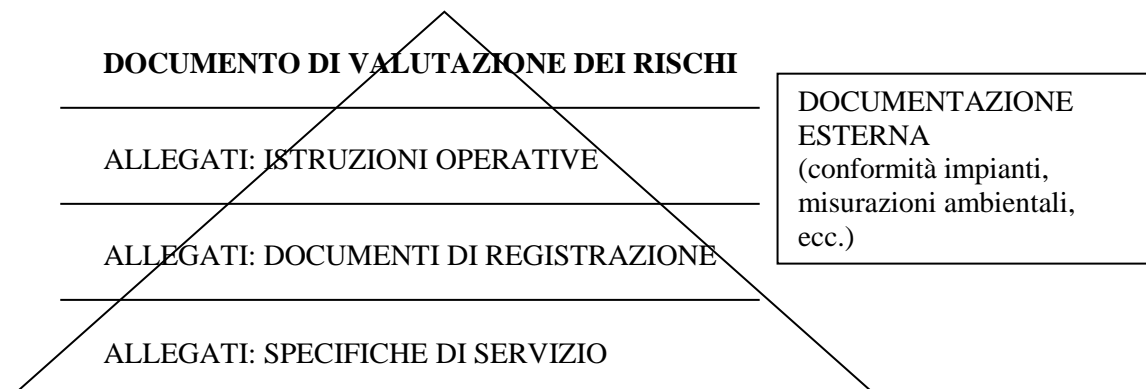 DOCUMENTO DI VALUTAZIONE DEI RISCHI
ALLEGATI: ISTRUZIONI OPERATIVE
ALLEGATI: DOCUMENTI DI REGISTRAZIONE
ALLEGATI: SPECIFICHE DI SERVIZIO
DOCUMENTAZIONE
ESTERNA
(conformità impianti,
misurazioni ambientali,
ecc.)